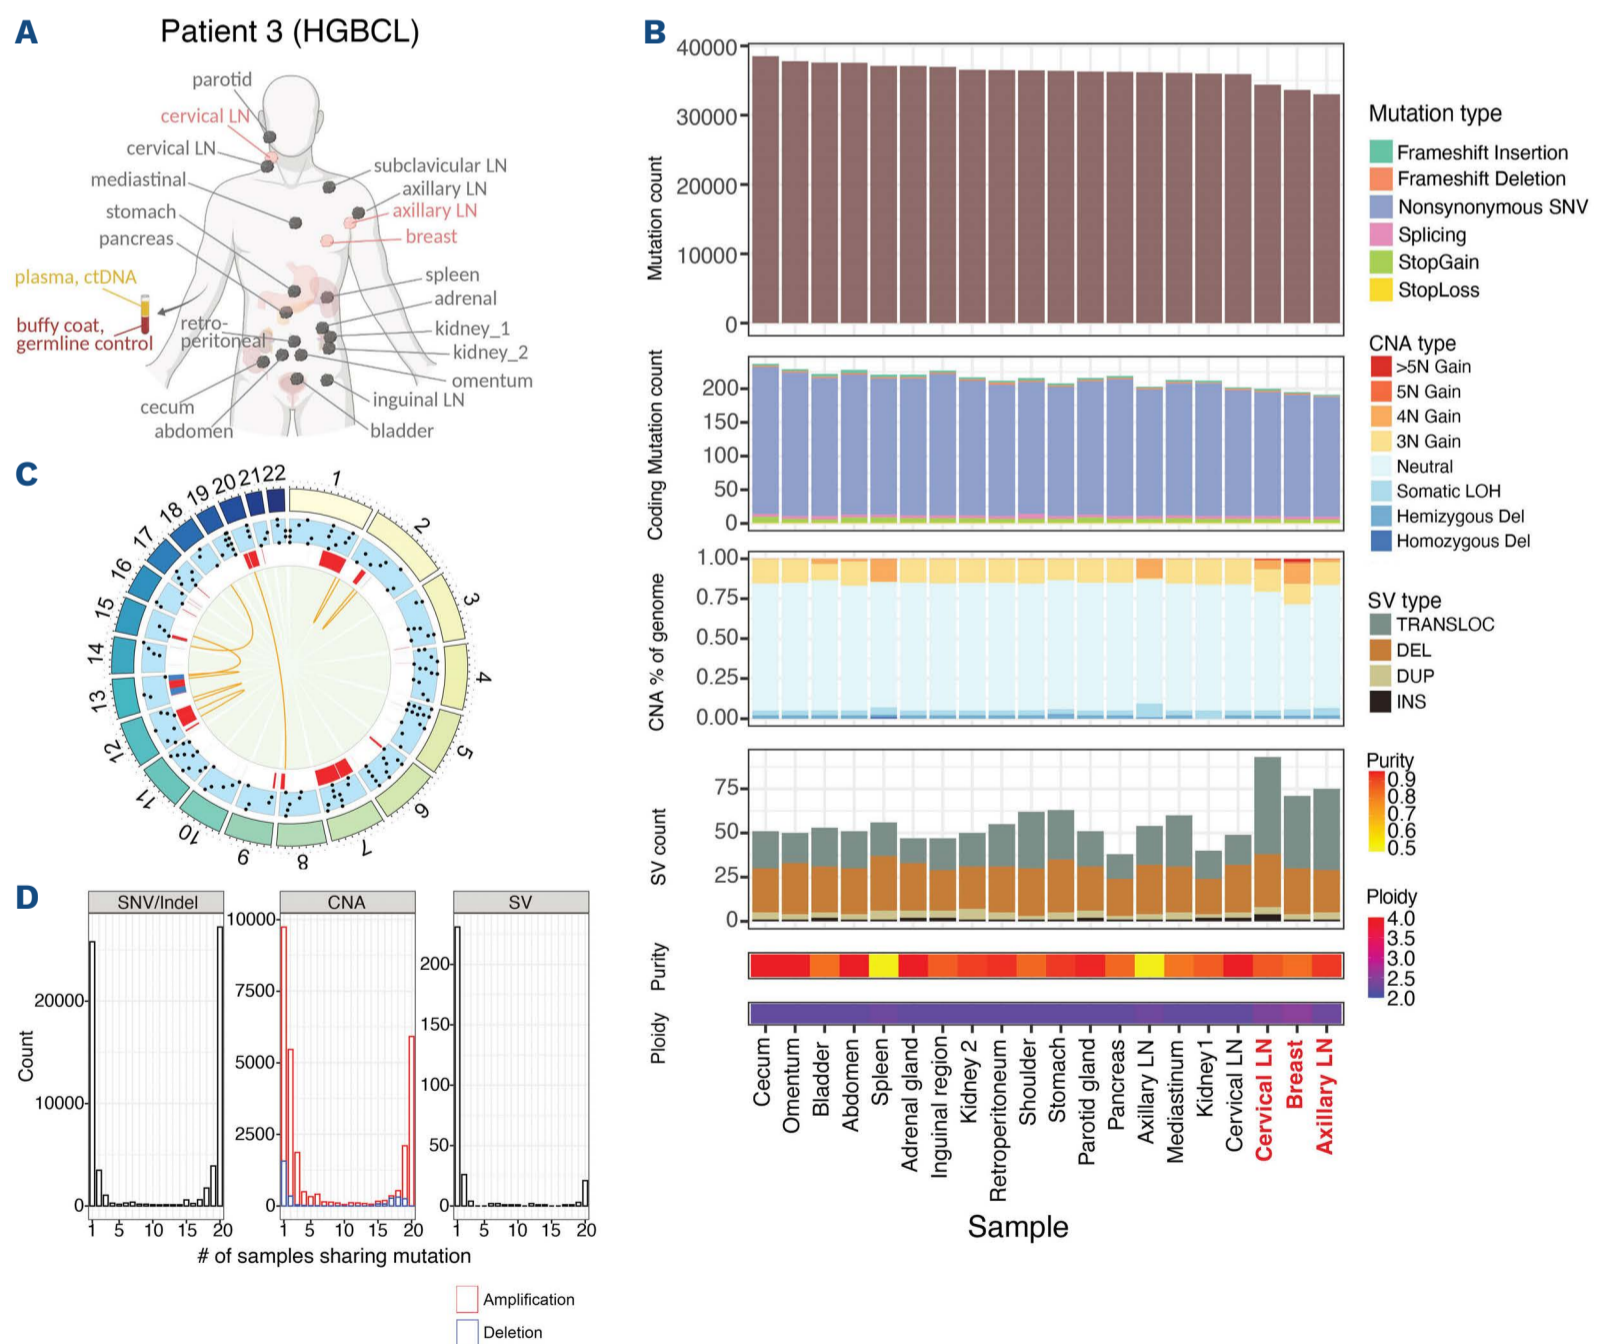 A
Patient 3 (HGBCL)
parotid
cervical LN
cervical LN
mediastinal
stomach
pancreas
subclavicular LN
axillary LN
axillary LN
breast
plasma, ctDNA
buffy coat,
germline control
retro-
peritoneal
spleen
adrenal
kidney_1
kidney_2
omentum
inguinal LN
cecum
abdomen
bladder
B
40000
30000
20000
10000
0
Mutation count
200
150
100
50
0
Coding Mutation count
1.00
0.75
0.50
0.25
0.00
CNA % of genome
75
50
25
0
SV count
Purity
Ploidy
Cecum
Omentum
Bladder
Abdomen
Spleen
Adrenal gland
Inguinal region
Kidney 2
Retroperitoneum
Shoulder
Stomach
Parotid gland
Pancreas
Axillary LN
Mediastinum
Kidney1
Cervical LN
Cervical LN
Breast
Axillary LN
Sample
Mutation type
Frameshift Insertion
Frameshift Deletion
Nonsynonymous SNV
Splicing
StopGain
StopLoss
CNA type
>5N Gain
5N Gain
4N Gain
3N Gain
Neutral
Somatic LOH
Hemizygous Del
Homozygous Del
SV type
TRANSLOC
DEL
DUP
INS
Purity
0.9
0.8
0.7
0.6
0.5
Ploidy
4.0
3.5
3.0
2.5
2.0
C
1
2
3
4
5
6
7
8
9
10
11
12
13
14
15
16
17
18
19
20
21
22
D
SNV/Indel
CNA
SV
20000
10000
0
Count
10000
7500
5000
2500
0
200
150
100
50
0
1 5 10 15 20
1 5 10 15 20
1 5 10 15 20
# of samples sharing mutation
Amplification
Deletion